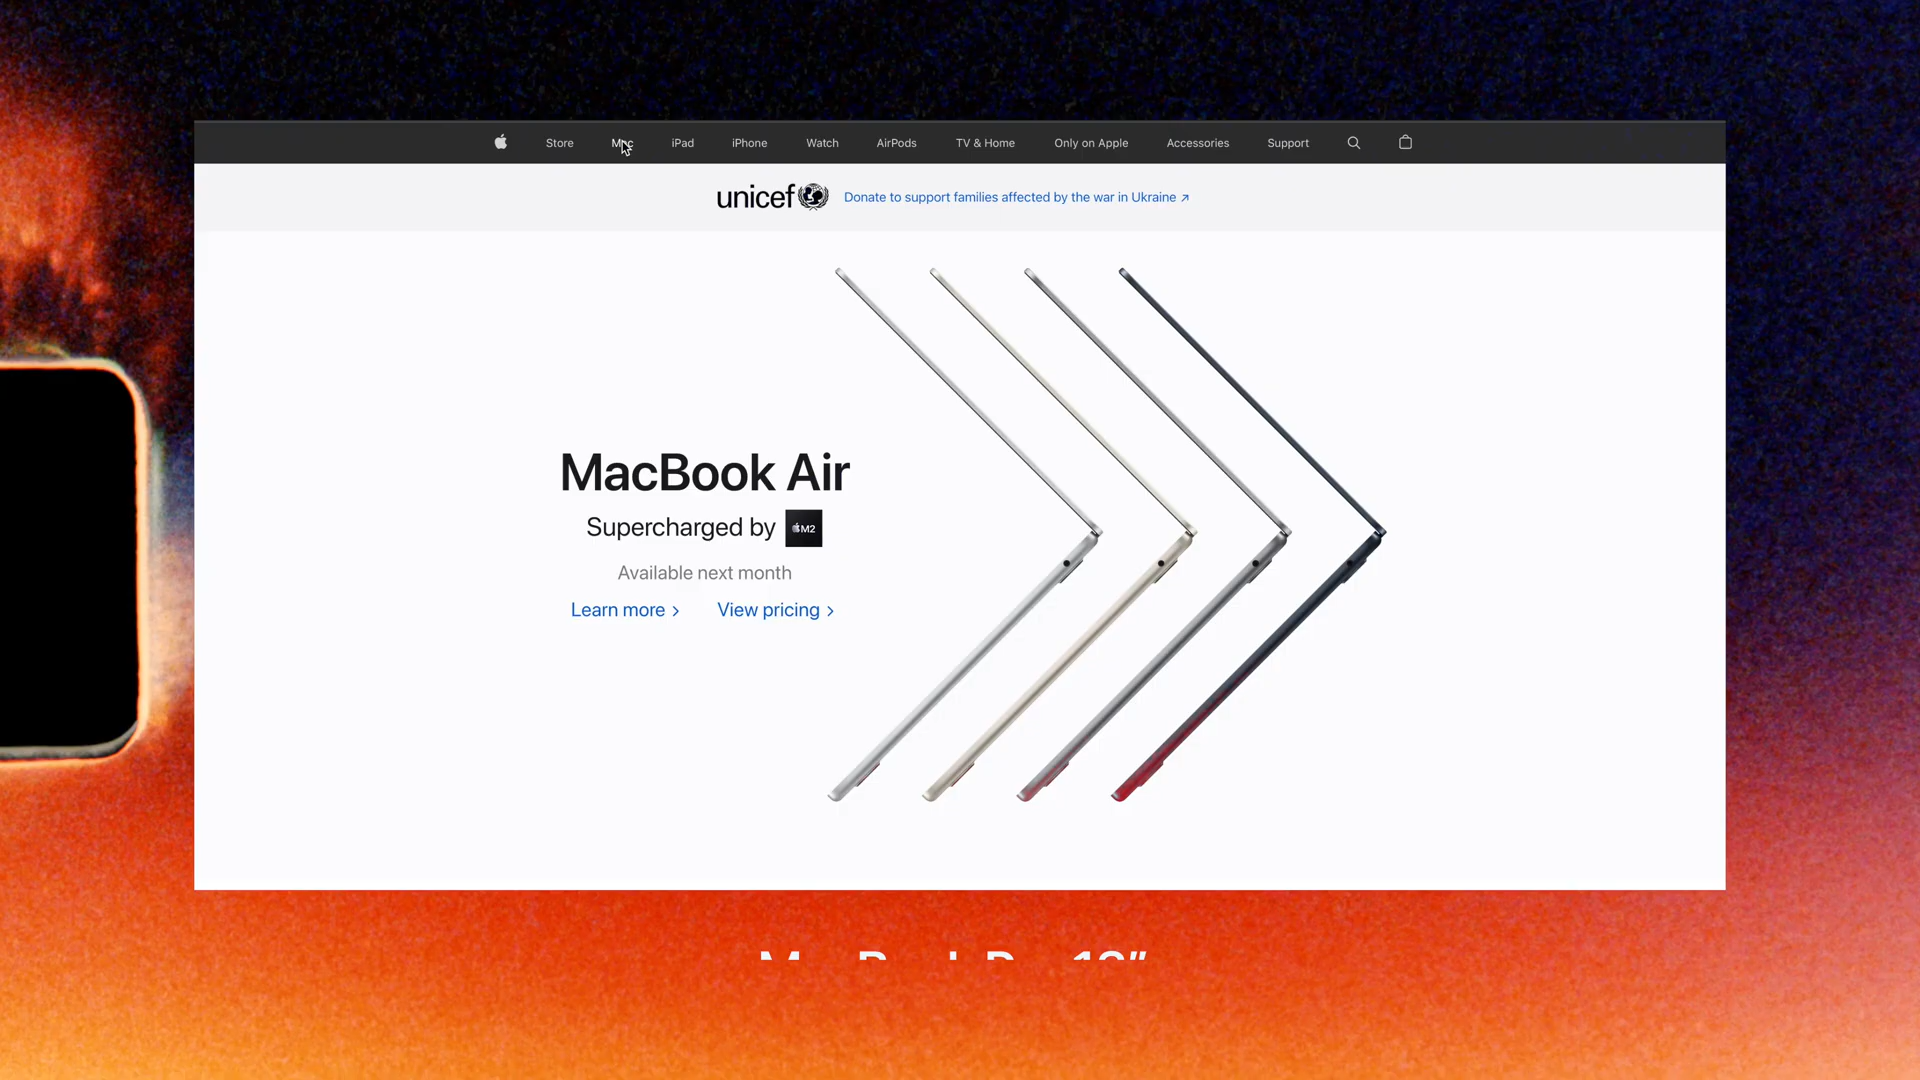 Store Mac iPad iPhone Watch AirPods TV & Home Only on Apple Accessories Support
unicef Donate to support families affected by the war in Ukraine ↗
MacBook Air
Supercharged by M2
Available next month
Learn more > View pricing >